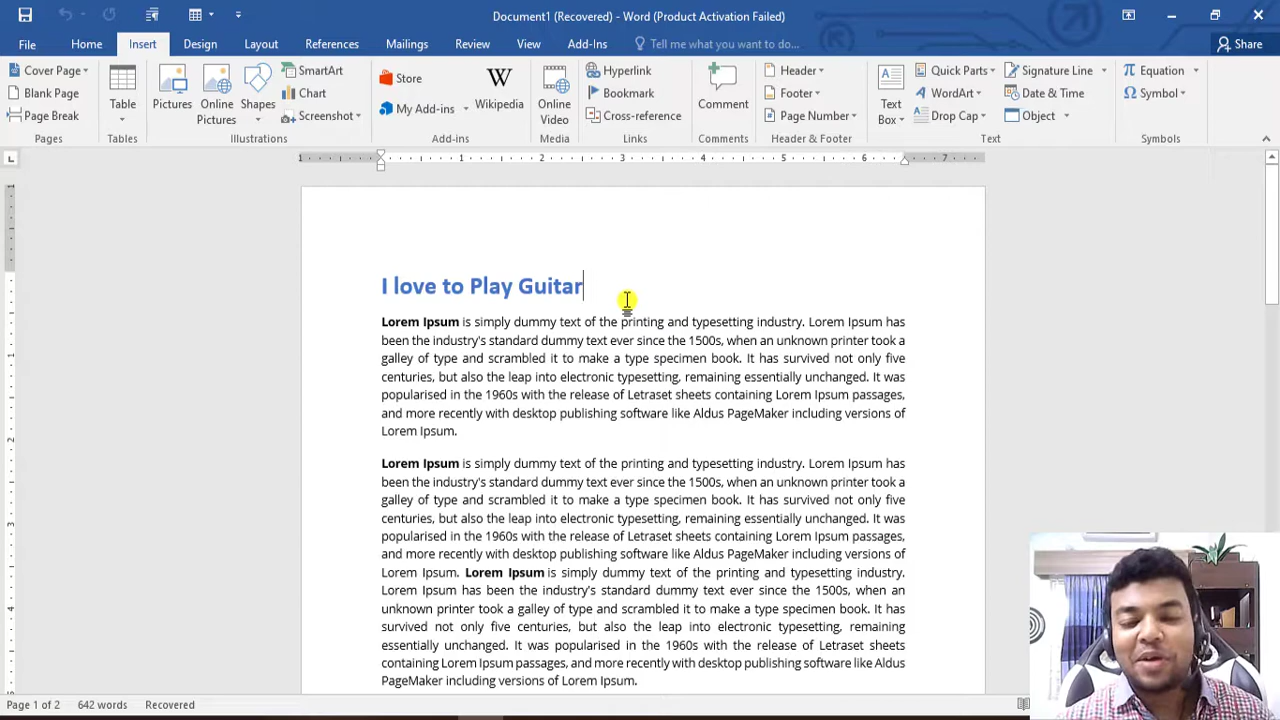 Document1 (Recovered) - Word (Product Activation Failed)
File Home Insert Design Layout References Mailings Review View Add-Ins Tell me what you want to do... Share
Cover Page
Blank Page
Page Break
Pages
Table
Tables
Pictures
Online Pictures
Shapes
SmartArt
Chart
Screenshot
Illustrations
Store
My Add-ins
W
Wikipedia
Add-ins
Online Video
Media
Hyperlink
Bookmark
Cross-reference
Links
Comment
Comments
Header
Footer
Page Number
Header & Footer
Text Box
Quick Parts
WordArt
Drop Cap
Signature Line
Date & Time
Object
Text
Equation
Symbol
Symbols
1 1 2 3 4 5 6 7
I love to Play Guitar
Lorem Ipsum is simply dummy text of the printing and typesetting industry. Lorem Ipsum has
been the industry's standard dummy text ever since the 1500s, when an unknown printer took a
galley of type and scrambled it to make a type specimen book. It has survived not only five
centuries, but also the leap into electronic typesetting, remaining essentially unchanged. It was
popularised in the 1960s with the release of Letraset sheets containing Lorem Ipsum passages,
and more recently with desktop publishing software like Aldus PageMaker including versions of
Lorem Ipsum.
Lorem Ipsum is simply dummy text of the printing and typesetting industry. Lorem Ipsum has
been the industry's standard dummy text ever since the 1500s, when an unknown printer took a
galley of type and scrambled it to make a type specimen book. It has survived not only five
centuries, but also the leap into electronic typesetting, remaining essentially unchanged. It was
popularised in the 1960s with the release of Letraset sheets containing Lorem Ipsum passages,
and more recently with desktop publishing software like Aldus PageMaker including versions of
Lorem Ipsum. Lorem Ipsum is simply dummy text of the printing and typesetting industry.
Lorem Ipsum has been the industry's standard dummy text ever since the 1500s, when an
unknown printer took a galley of type and scrambled it to make a type specimen book. It has
survived not only five centuries, but also the leap into electronic typesetting, remaining
essentially unchanged. It was popularised in the 1960s with the release of Letraset sheets
containing Lorem Ipsum passages, and more recently with desktop publishing software like Aldus
PageMaker including versions of Lorem Ipsum.
Page 1 of 2 642 words Recovered